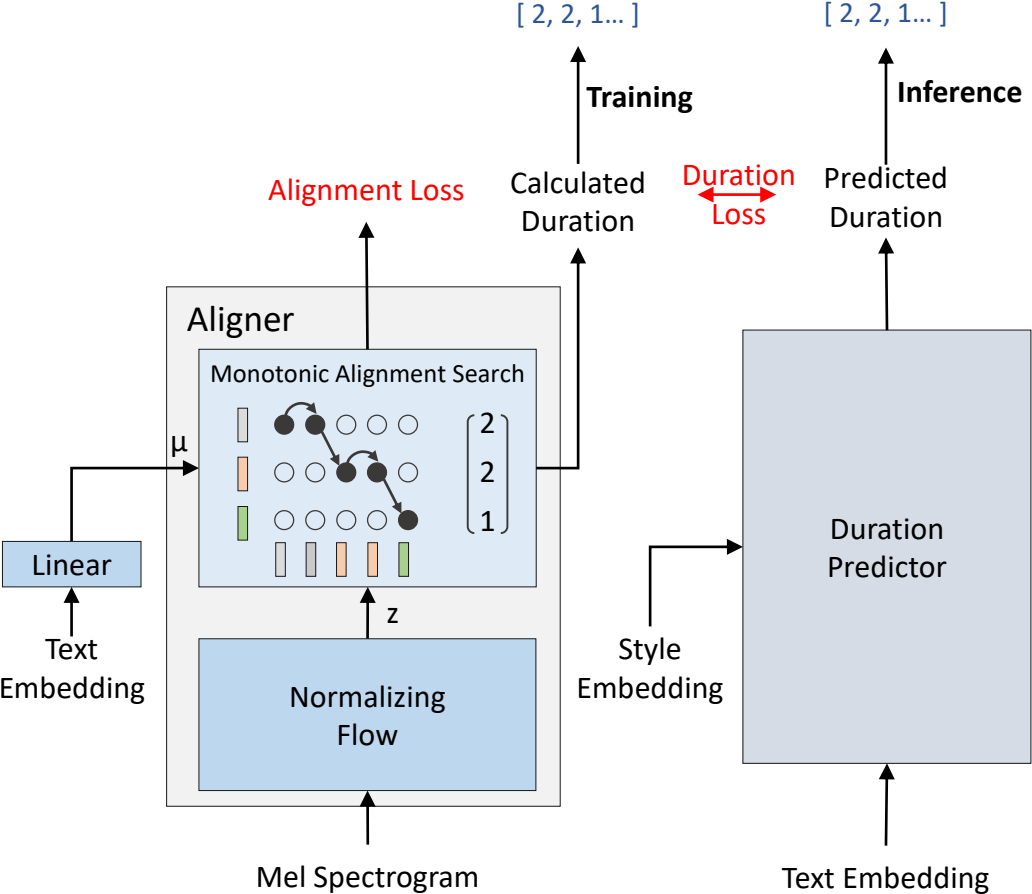 [ 2, 2, 1... ]
[ 2, 2, 1... ]
Training
Inference
Alignment Loss
Calculated
Duration
Duration
Loss
Predicted
Duration
Aligner
Monotonic Alignment Search
μ
2
2
1
Linear
Text
Embedding
z
Normalizing
Flow
Mel Spectrogram
Style
Embedding
Duration
Predictor
Text Embedding